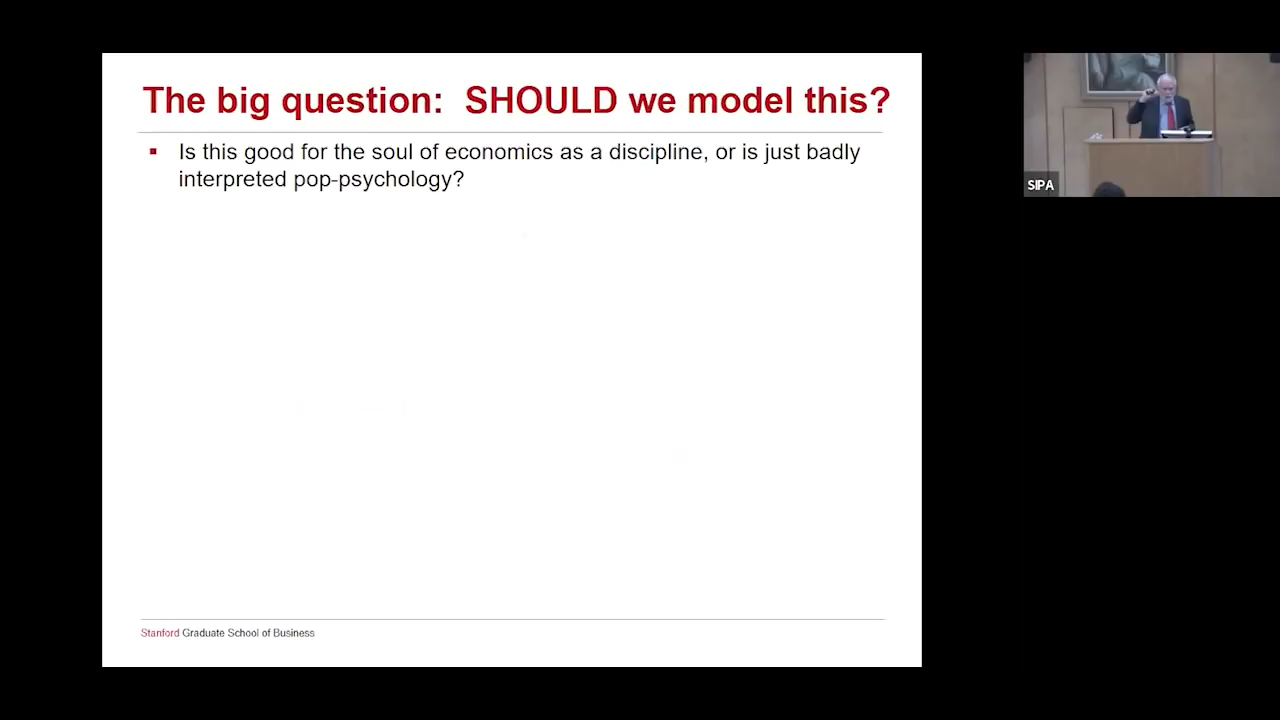 The big question: SHOULD we model this?
Is this good for the soul of economics as a discipline, or is just badly
interpreted pop-psychology?
SIPA
Stanford Graduate School of Business